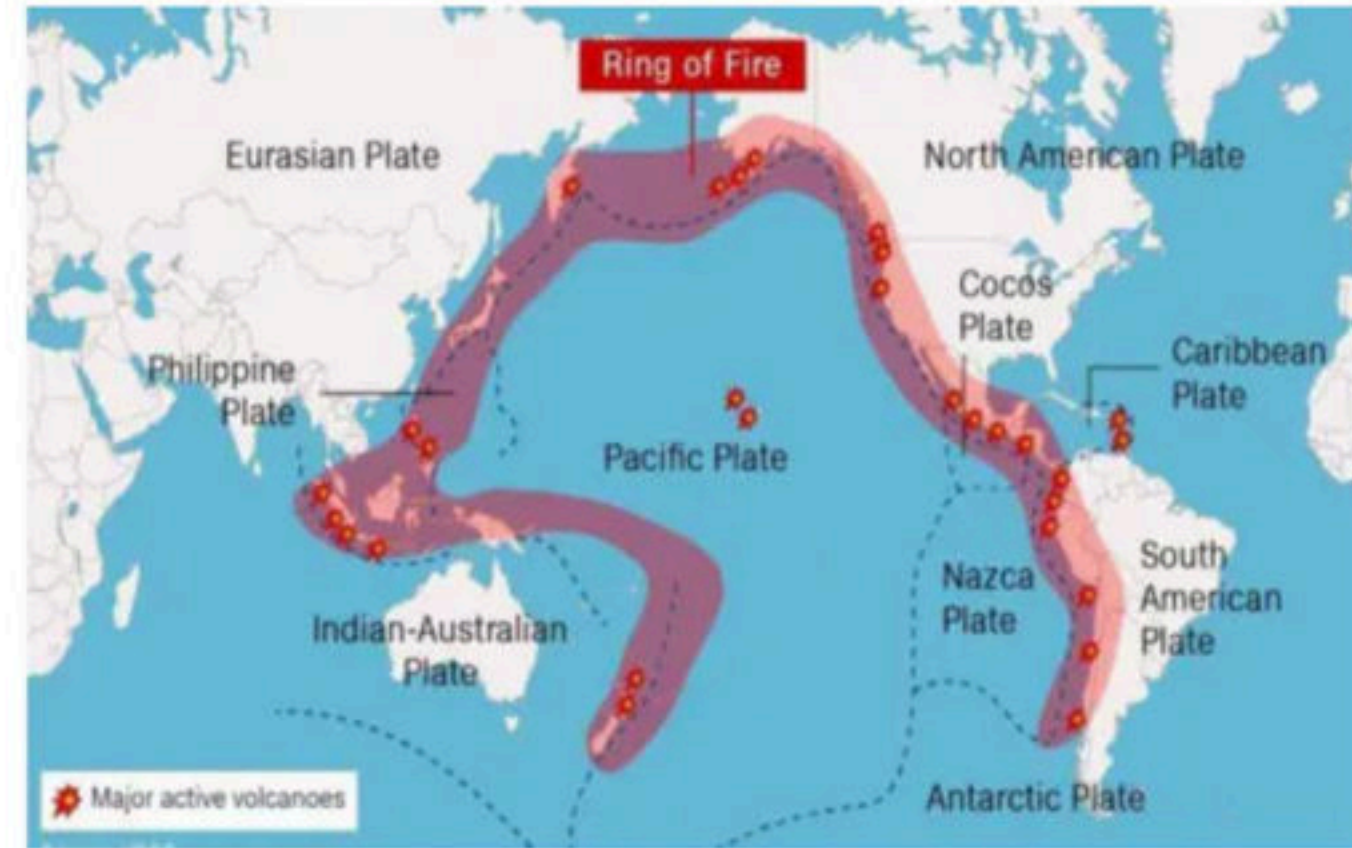 Ring of Fire
Eurasian Plate
North American Plate
Cocos
Plate
Caribbean
Plate
Philippine
Plate
Pacific Plate
Nazca
Plate
South
American
Plate
Indian-Australian
Plate
Major active volcanoes
Antarctic Plate